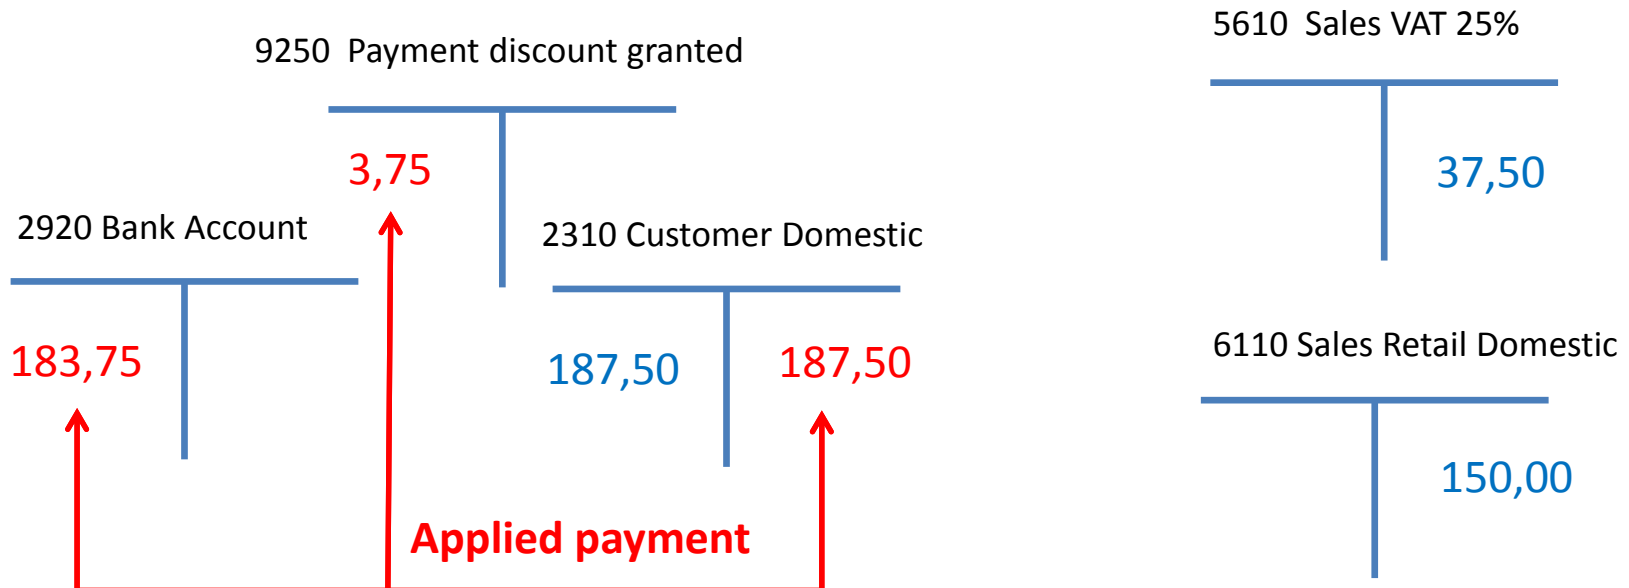 5610  Sales VAT 25%
9250  Payment discount granted
3,75
37,50
2920 Bank Account
2310 Customer Domestic
183,75
187,50
187,50
6110 Sales Retail Domestic
150,00
Applied payment